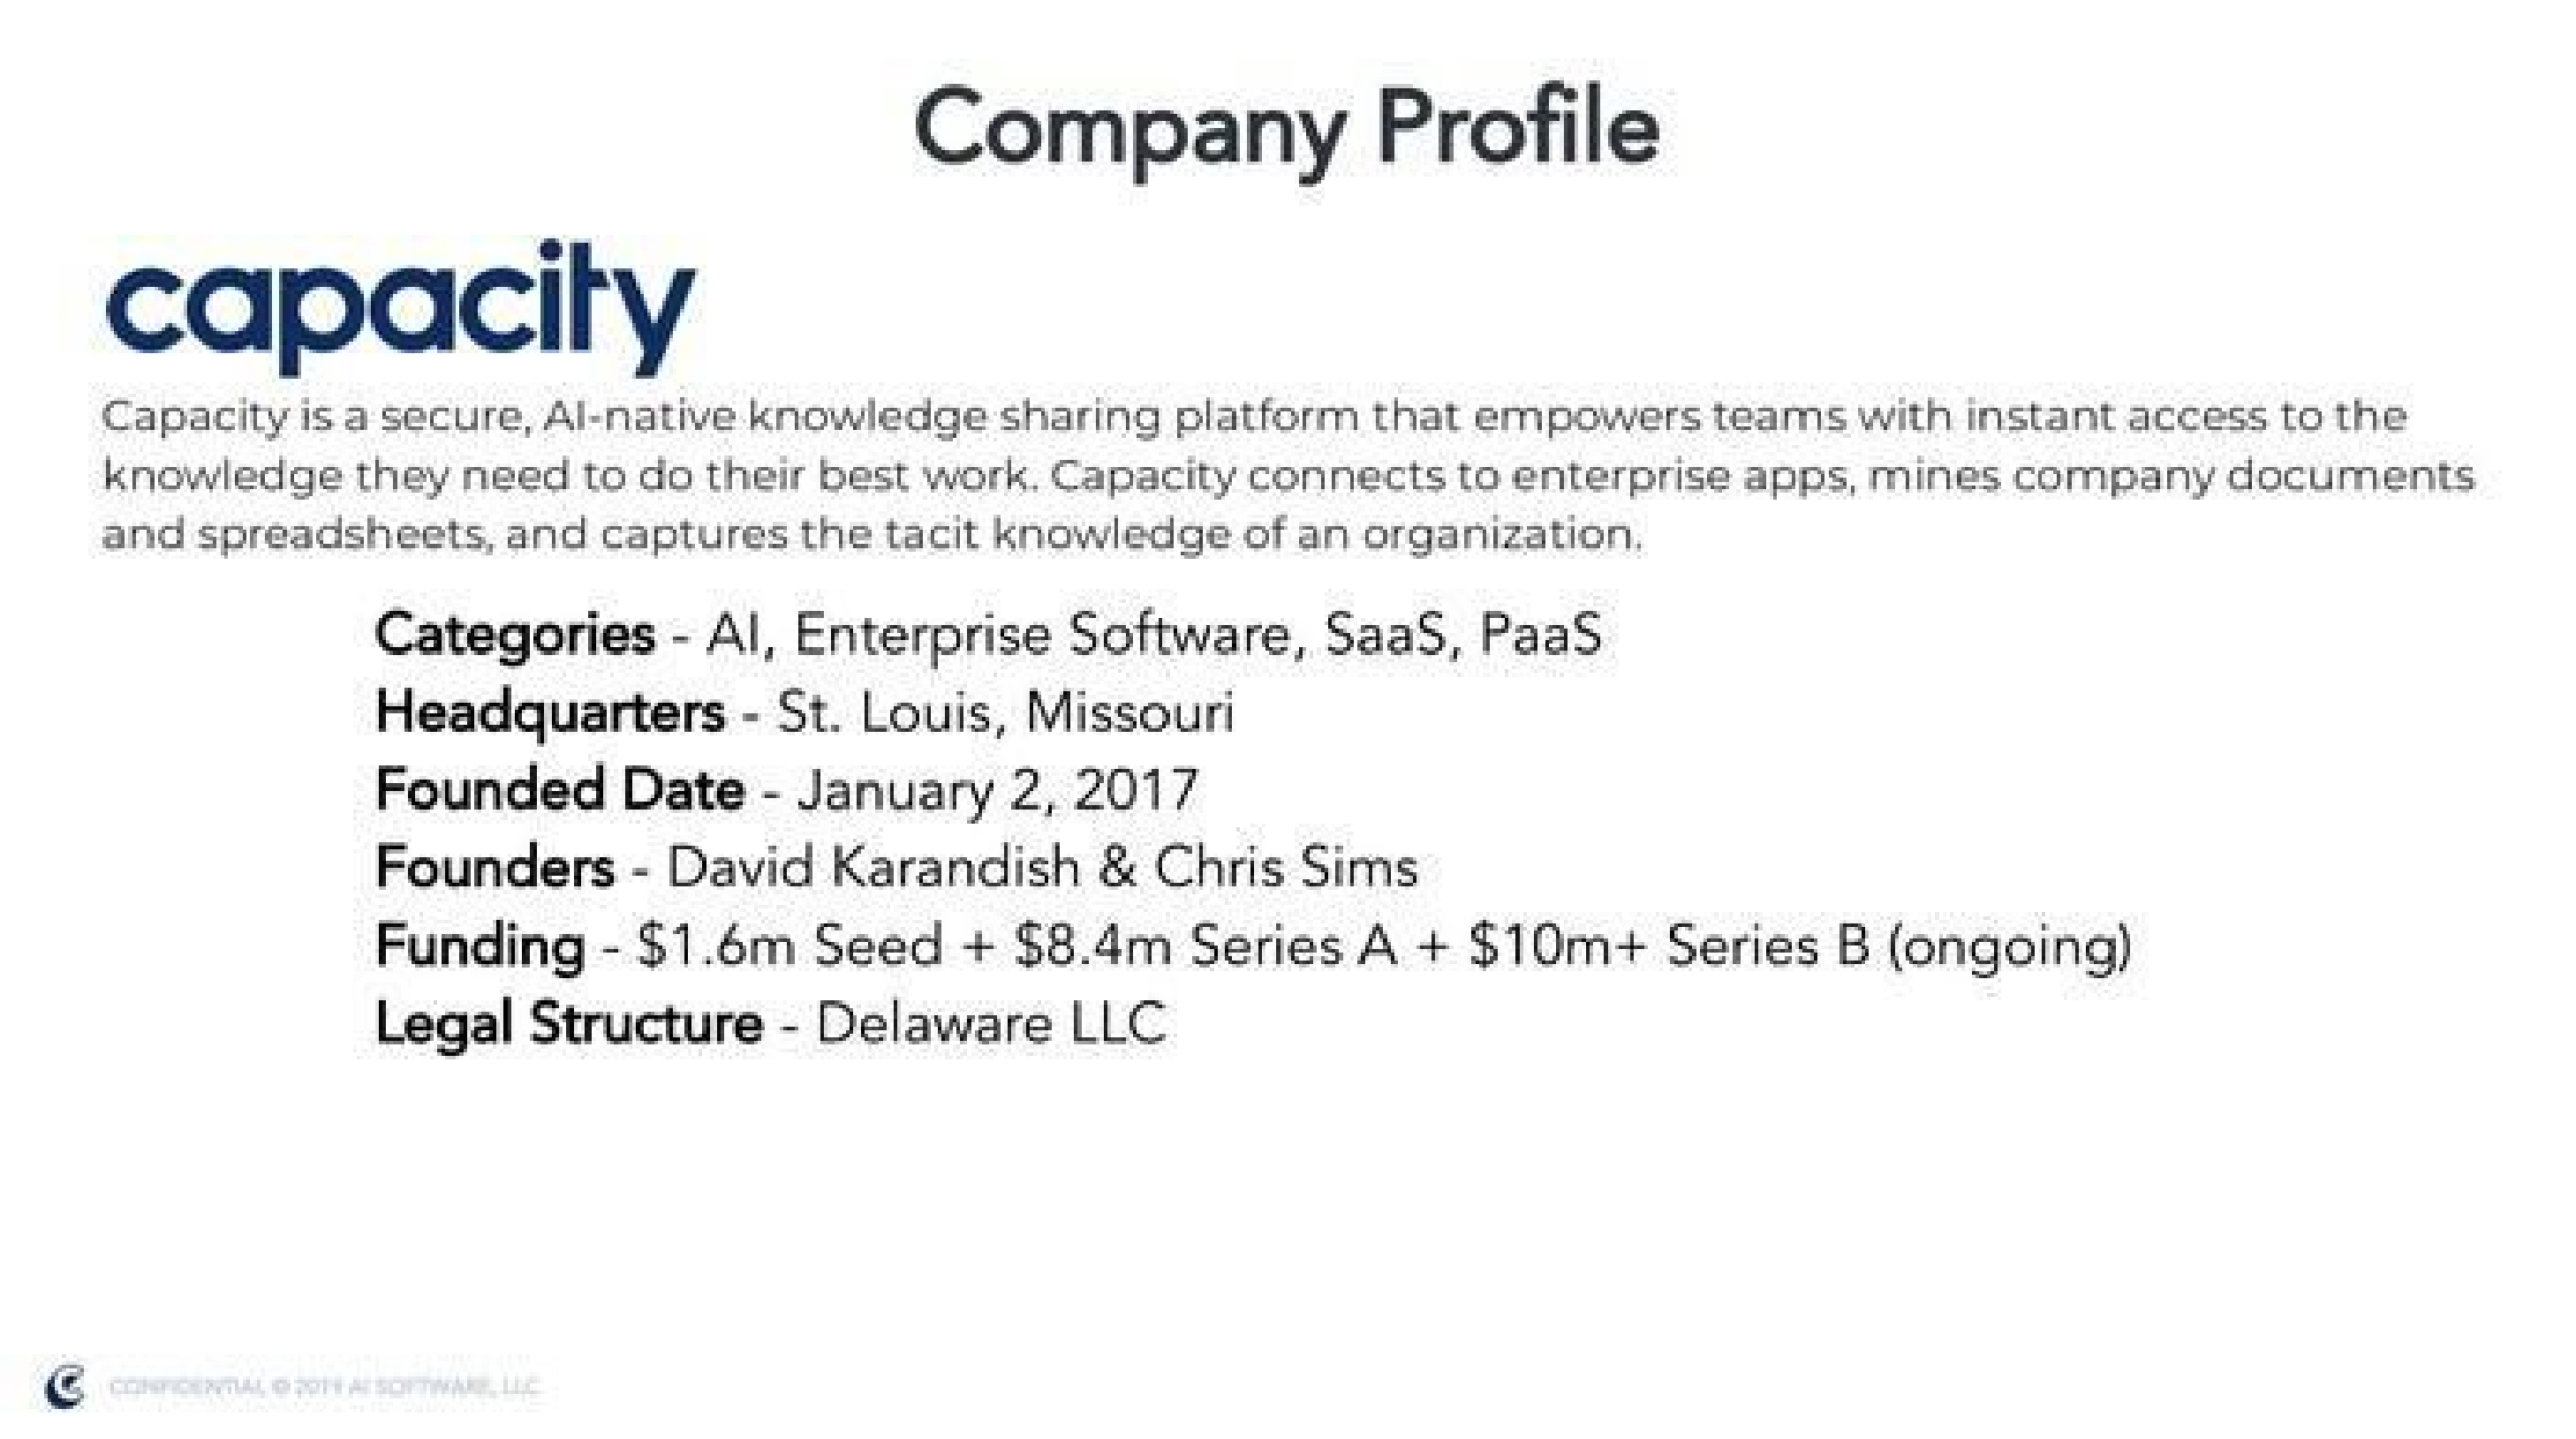 Company Profile
capacity
Capacity is a secure, AI-native knowledge sharing platform that empowers teams with instant access to the
knowledge they need to do their best work. Capacity connects to enterprise apps, mines company documents
and spreadsheets, and captures the tacit knowledge of an organization.
Categories - AI, Enterprise Software, SaaS, PaaS
Headquarters - St. Louis, Missouri
Founded Date - January 2, 2017
Founders - David Karandish & Chris Sims
Funding - $1.6m Seed + $8.4m Series A + $10m+ Series B (ongoing)
Legal Structure - Delaware LLC
CONFIDENTIAL © 2019 AI SOFTWARE, LLC